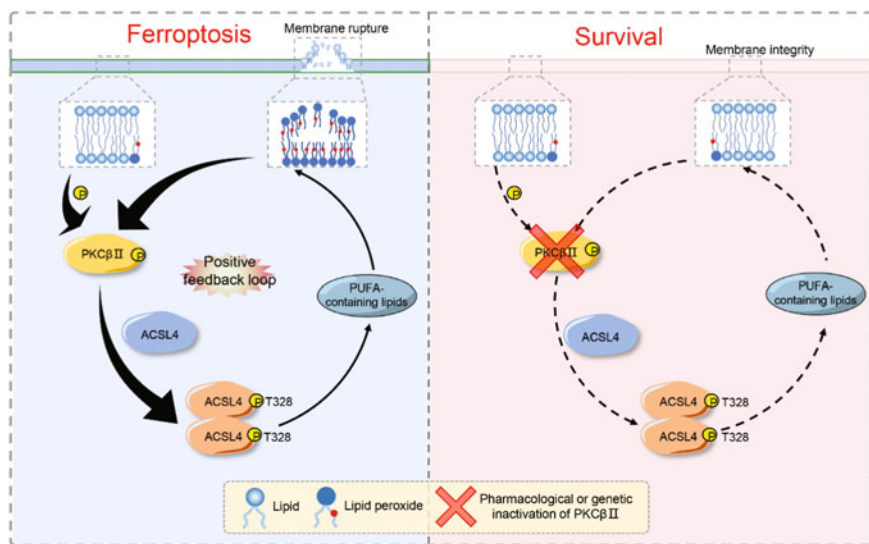 Ferroptosis
Membrane rupture
P
PKCβⅡ
P
Positive
feedback loop
PUFA-
containing lipids
ACSL4
ACSL4 P T328
ACSL4 P T328
Survival
Membrane integrity
P
PKCβⅡ
P
PUFA-
containing lipids
ACSL4
ACSL4 P T328
ACSL4 P T328
Lipid
Lipid peroxide
Pharmacological or genetic
inactivation of PKCβⅡ